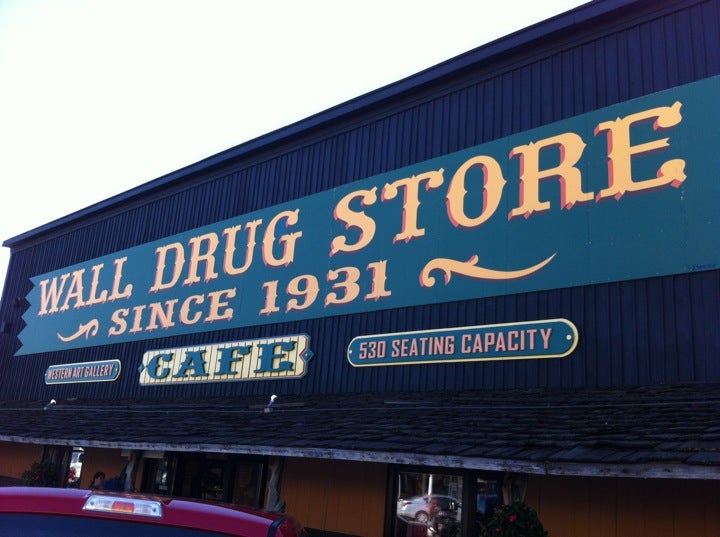 WALL DRUG STORE
SINCE 1931
WESTERN ART GALLERY
CAFE
530 SEATING CAPACITY